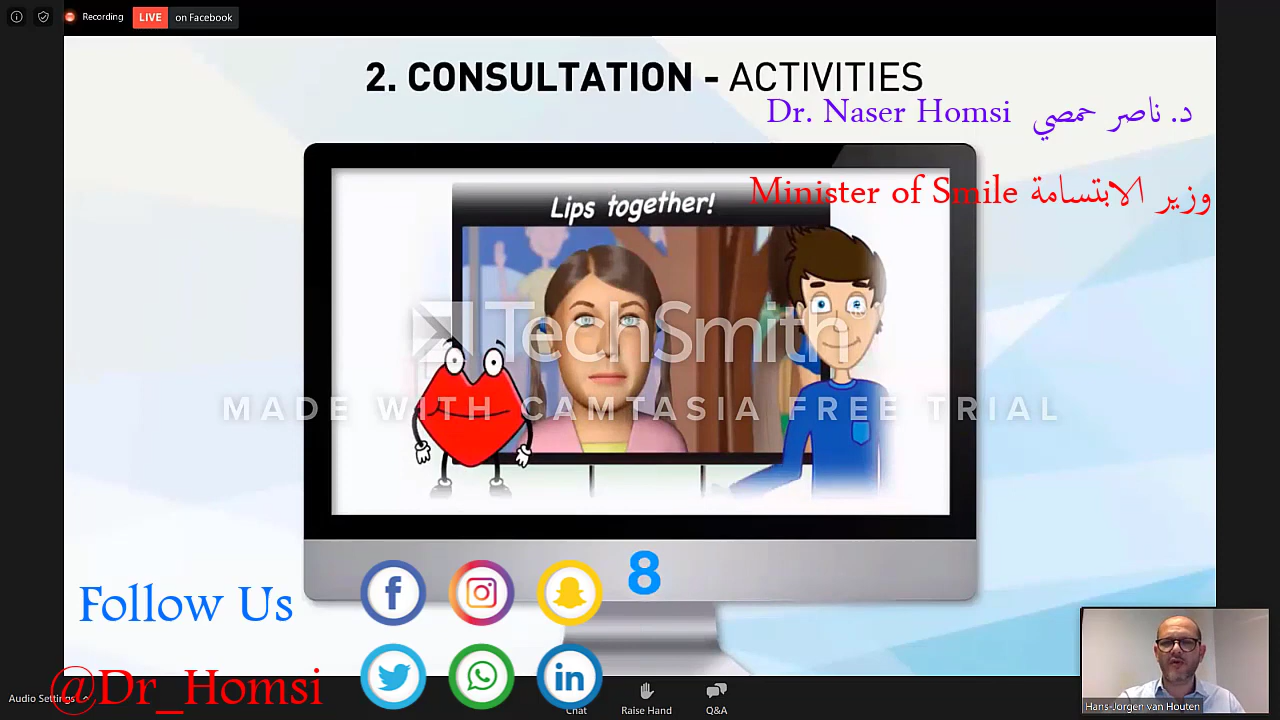 Recording
LIVE
on Facebook
2. CONSULTATION - ACTIVITIES
Dr. Naser Homsi د. ناصر حمصي
Minister of Smile وزير الابتسامة
Lips together!
TechSmith
MADE WITH CAMTASIA FREE TRIAL
8
Follow Us
@Dr_Homsi
Audio Settings
Chat
Raise Hand
Q&A
Hans-Jorgen van Houten